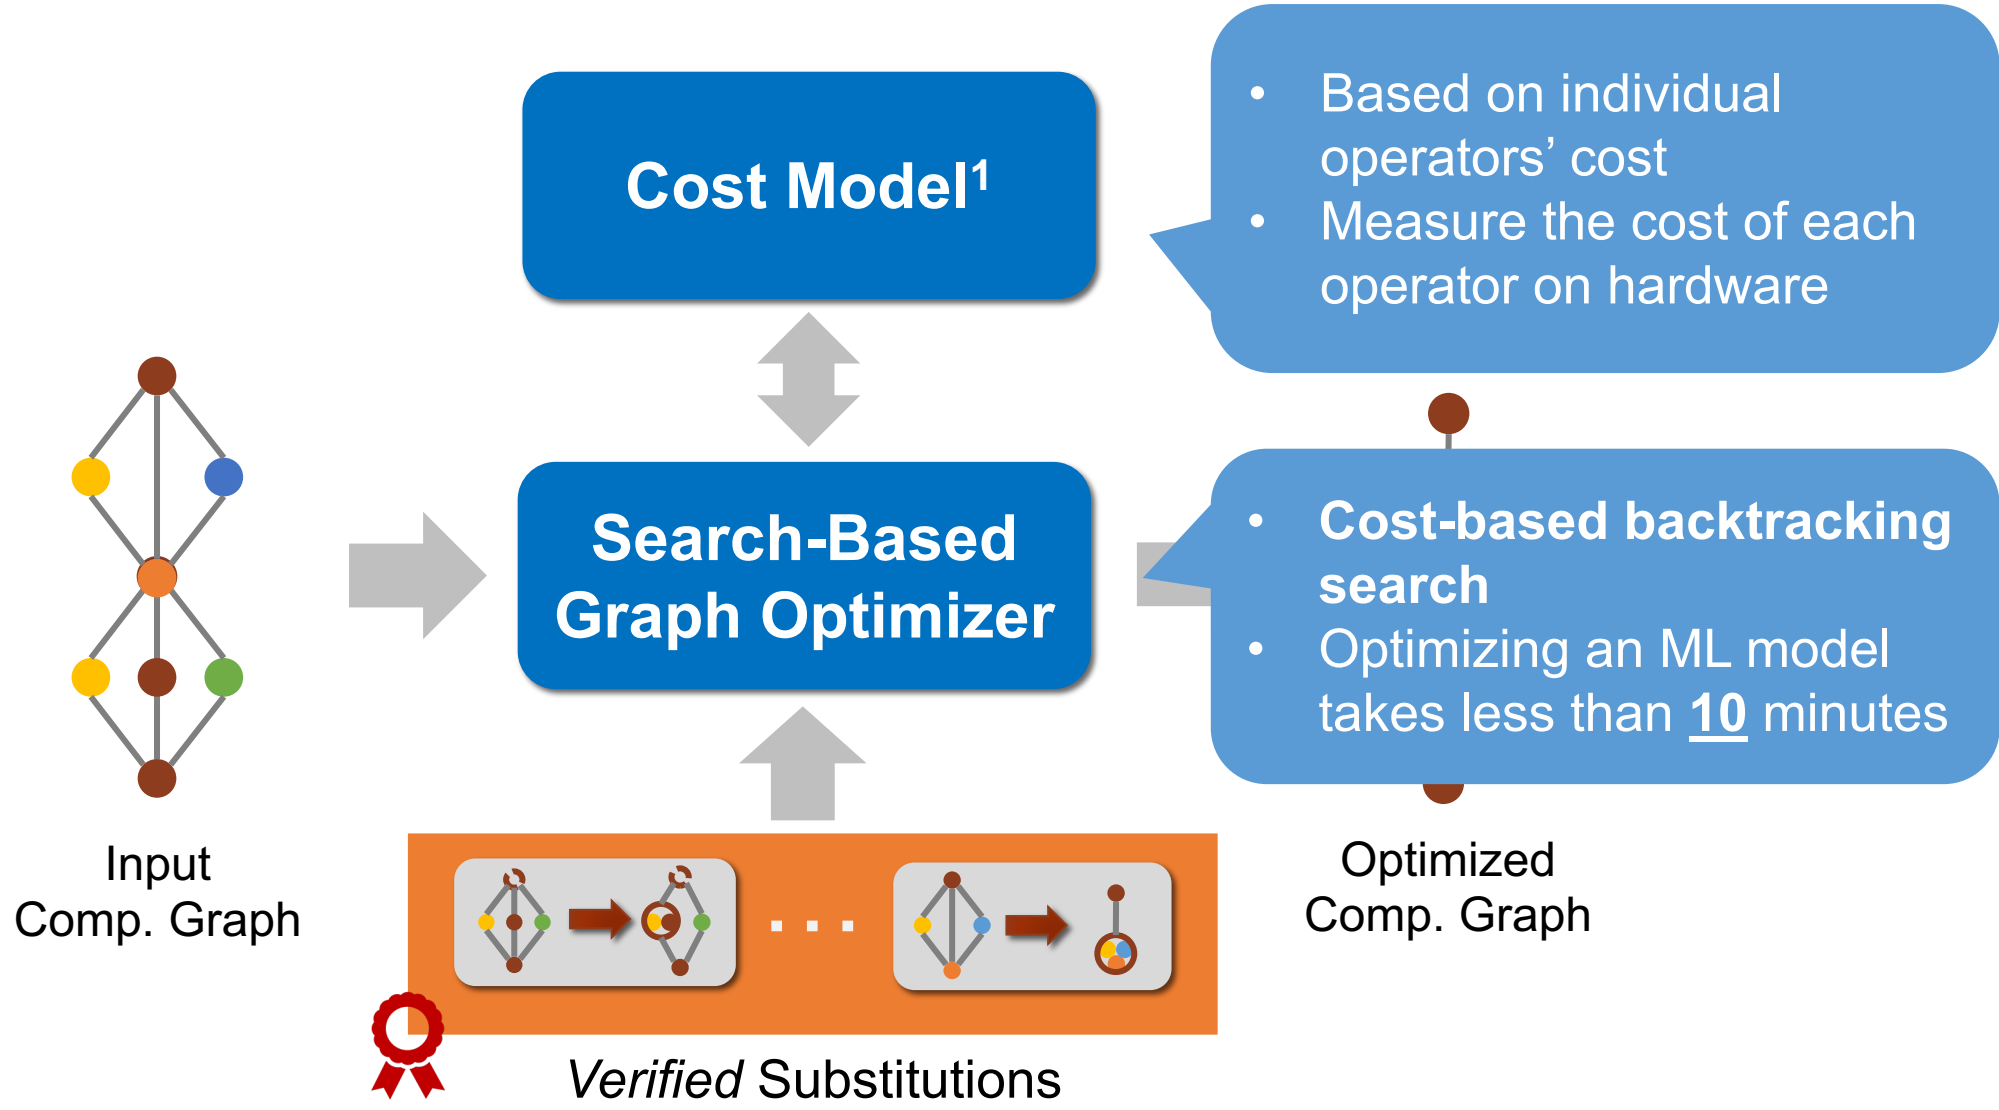 Cost Model¹
• Based on individual
operators’ cost
• Measure the cost of each
operator on hardware
Search-Based
Graph Optimizer
• Cost-based backtracking
search
• Optimizing an ML model
takes less than 10 minutes
Input
Comp. Graph
. . .
Optimized
Comp. Graph
Verified Substitutions